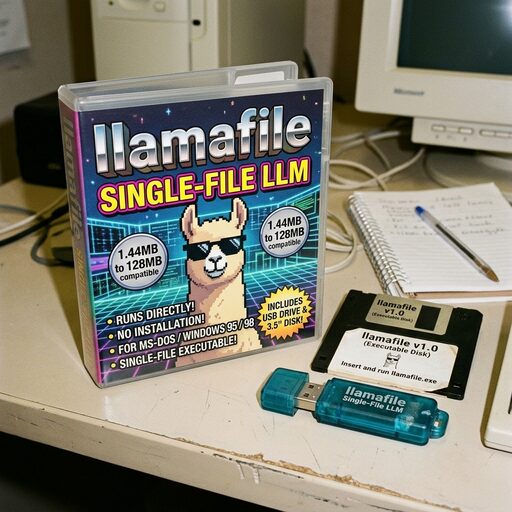 llamafile
SINGLE-FILE LLM
1.44MB
to 128MB
compatible
1.44MB
to 128MB
compatible
• RUNS DIRECTLY!
• NO INSTALLATION!
• FOR MS-DOS / WINDOWS 95 / 98
• SINGLE-FILE EXECUTABLE!
INCLUDES
USB DRIVE &
3.5" DISK!
llamafile
Microsoft
llamafile
v1.0
(Executable Disk)
llamafile v1.0
(Executable Disk)
Insert and run llamafile.exe
llamafile
Single-File LLM